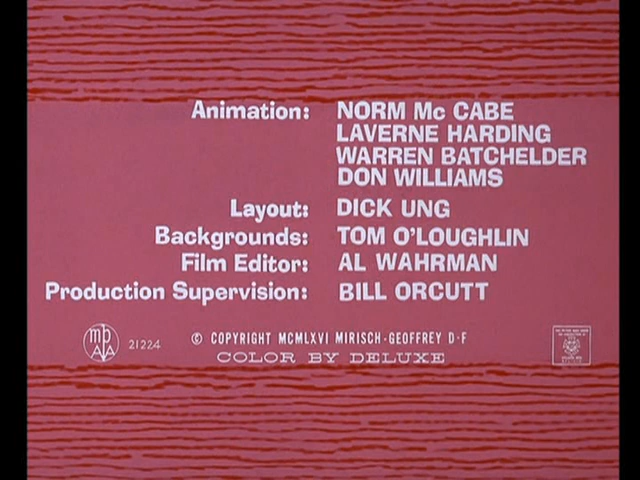 Animation: NORM Mc CABE
LAVERNE HARDING
WARREN BATCHELDER
DON WILLIAMS
Layout: DICK UNG
Backgrounds: TOM O'LOUGHLIN
Film Editor: AL WAHRMAN
Production Supervision: BILL ORCUTT
mpAA 21224 © COPYRIGHT MCMLXVI MIRISCH-GEOFFREY D-F
COLOR BY DELUXE